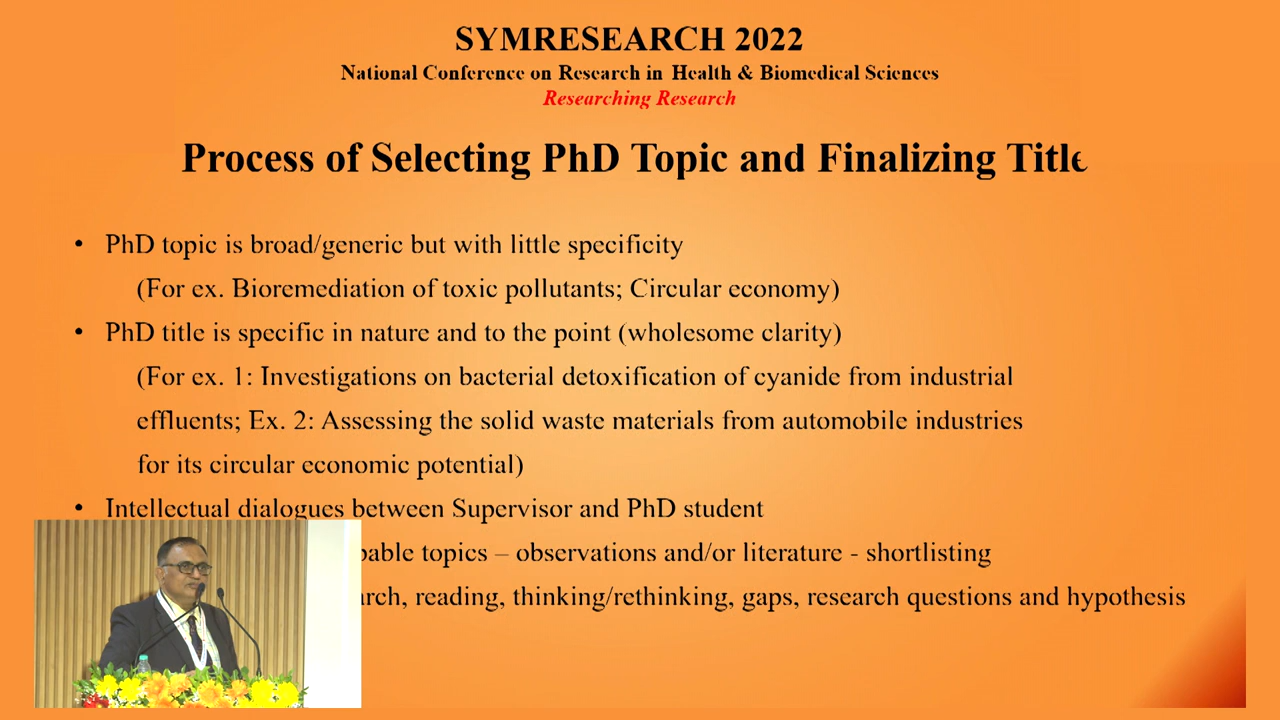 SYMRESEARCH 2022
National Conference on Research in Health & Biomedical Sciences
Researching Research
Process of Selecting PhD Topic and Finalizing Title
• PhD topic is broad/generic but with little specificity
(For ex. Bioremediation of toxic pollutants; Circular economy)
• PhD title is specific in nature and to the point (wholesome clarity)
(For ex. 1: Investigations on bacterial detoxification of cyanide from industrial
effluents; Ex. 2: Assessing the solid waste materials from automobile industries
for its circular economic potential)
• Intellectual dialogues between Supervisor and PhD student
topics – observations and/or literature - shortlisting
reading, thinking/rethinking, gaps, research questions and hypothesis